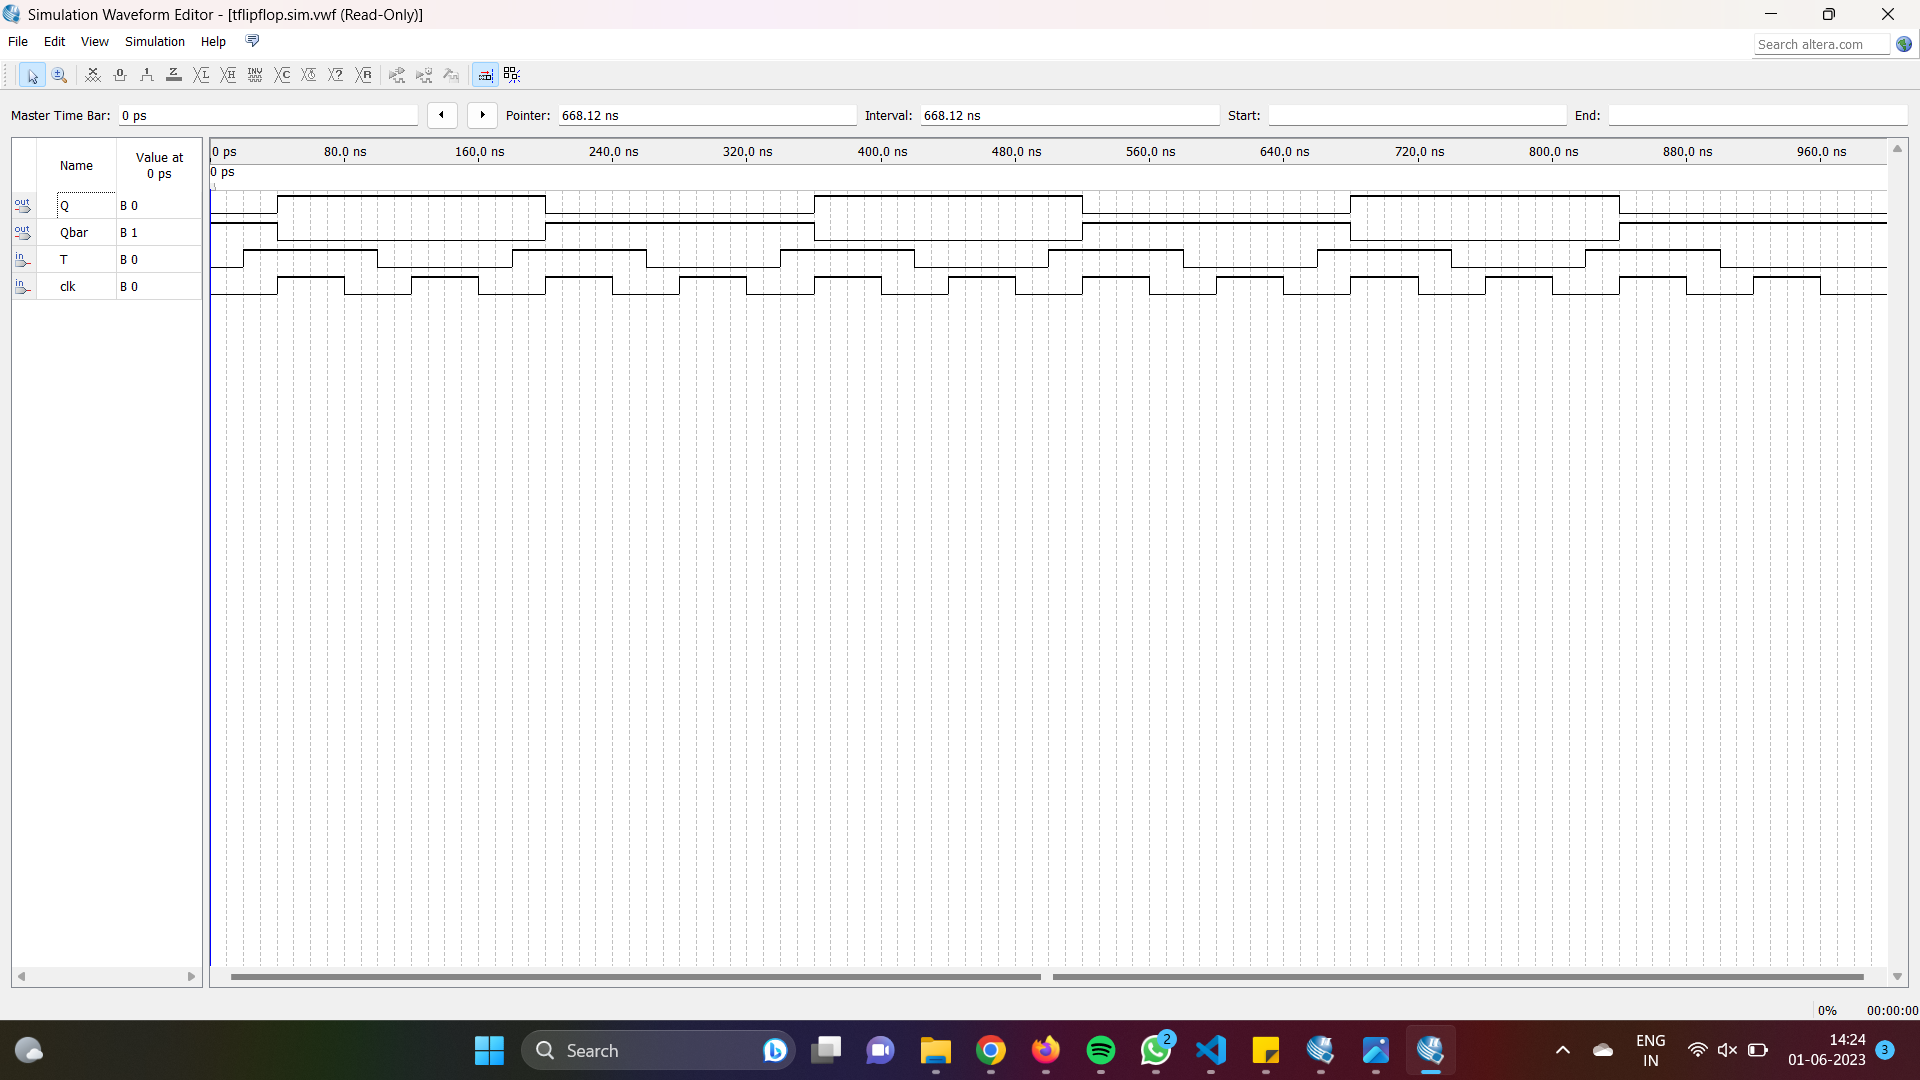 Simulation Waveform Editor - [tflipflop.sim.vwf (Read-Only)]
File Edit View Simulation Help
Search altera.com
Master Time Bar: 0 ps Pointer: 668.12 ns Interval: 668.12 ns Start: End:
Name Value at 0 ps
0 ps 80.0 ns 160.0 ns 240.0 ns 320.0 ns 400.0 ns 480.0 ns 560.0 ns 640.0 ns 720.0 ns 800.0 ns 880.0 ns 960.0 ns
0 ps
out Q B 0
out Qbar B 1
in T B 0
in clk B 0
0% 00:00:00
Search
2
ENG
IN
14:24
01-06-2023
3